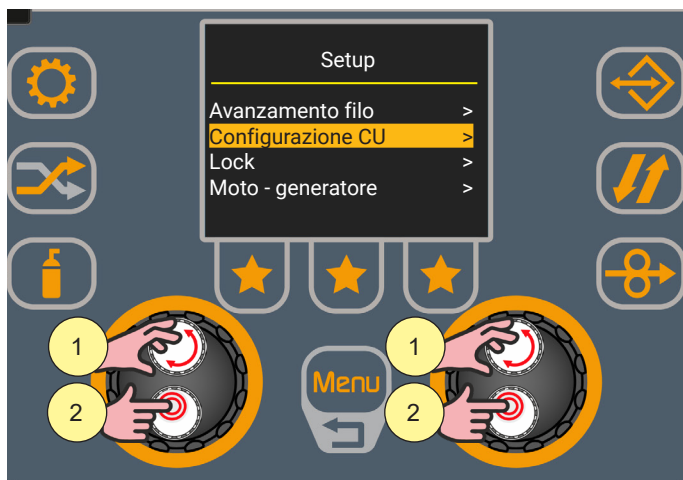 Setup
Avanzamento filo >
Configurazione CU >
Lock >
Moto - generatore >
1
1
Menu
2
2